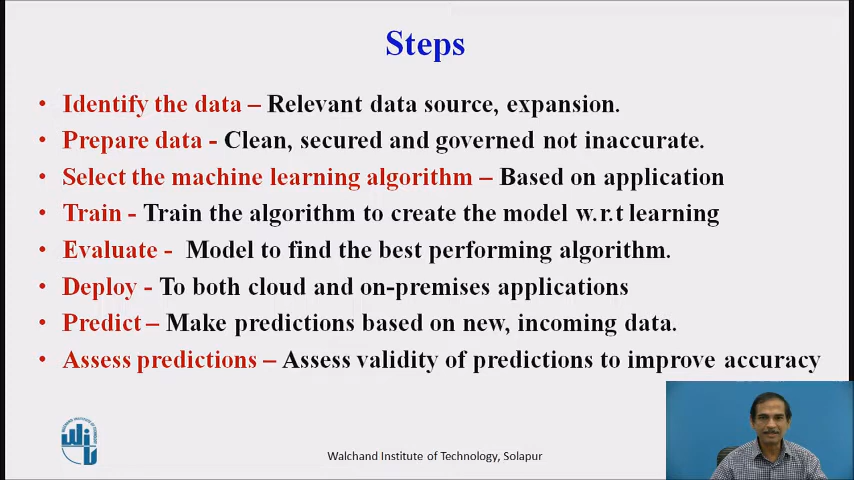 Steps
• Identify the data – Relevant data source, expansion.
• Prepare data - Clean, secured and governed not inaccurate.
• Select the machine learning algorithm – Based on application
• Train - Train the algorithm to create the model w.r.t learning
• Evaluate - Model to find the best performing algorithm.
• Deploy - To both cloud and on-premises applications
• Predict – Make predictions based on new, incoming data.
• Assess predictions – Assess validity of predictions to improve accuracy
Walchand Institute of Technology, Solapur